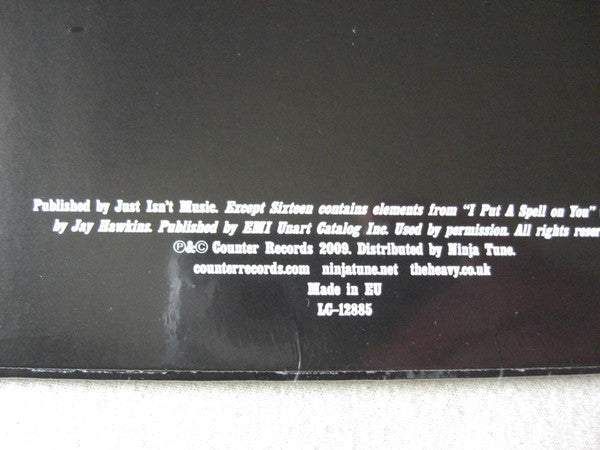 Published by Just Isn't Music. Except Sixteen contains elements from "I Put A Spell on You"
by Jay Hawkins. Published by EMI Unart Catalog Inc. Used by permission. All rights reser
℗&© Counter Records 2009. Distributed by Ninja Tune.
counterrecords.com ninjatune.net theheavy.co.uk
Made in EU
LC-12885